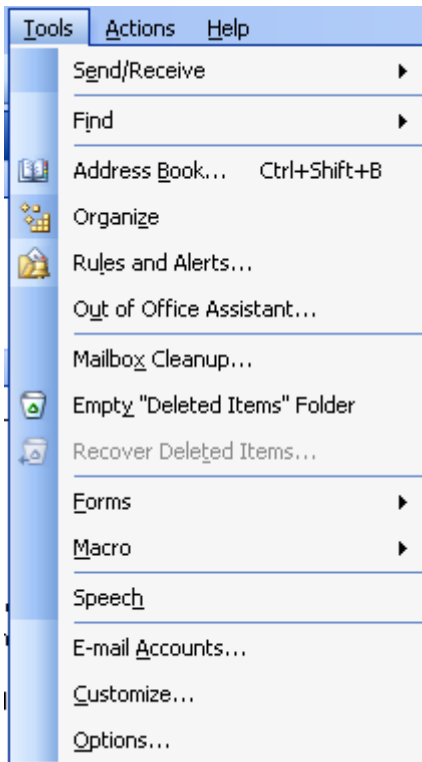 Tools Actions Help
Send/Receive
Find
Address Book... Ctrl+Shift+B
Organize
Rules and Alerts...
Out of Office Assistant...
Mailbox Cleanup...
Empty "Deleted Items" Folder
Recover Deleted Items...
Forms
Macro
Speech
E-mail Accounts...
Customize...
Options...